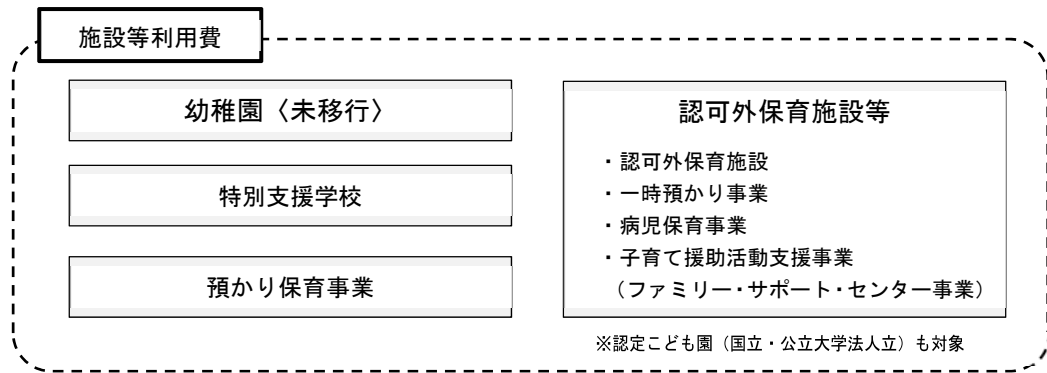 施設等利用費
幼稚園〈未移行〉
特別支援学校
預かり保育事業
認可外保育施設等
・認可外保育施設
・一時預かり事業
・病児保育事業
・子育て援助活動支援事業
（ファミリー・サポート・センター事業）
※認定こども園（国立・公立大学法人立）も対象